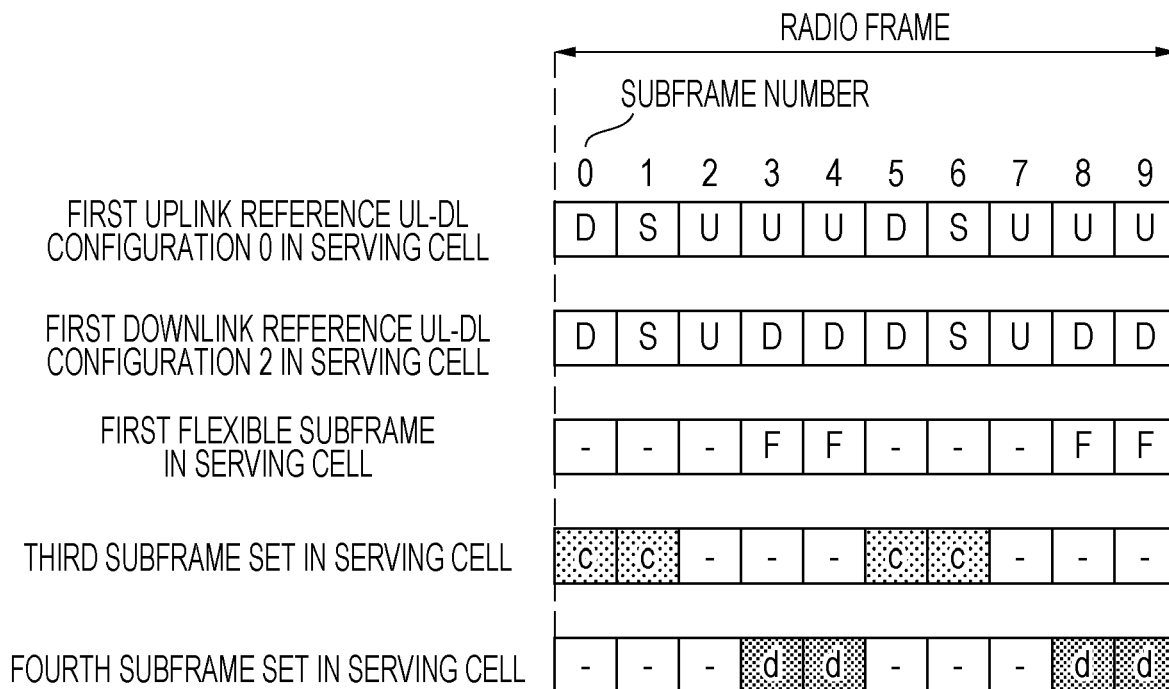 RADIO FRAME
SUBFRAME NUMBER
0 1 2 3 4 5 6 7 8 9
FIRST UPLINK REFERENCE UL-DL
CONFIGURATION 0 IN SERVING CELL
D S U U U D S U U U
FIRST DOWNLINK REFERENCE UL-DL
CONFIGURATION 2 IN SERVING CELL
D S U D D D S U D D
FIRST FLEXIBLE SUBFRAME
IN SERVING CELL
- - - F F - - - F F
THIRD SUBFRAME SET IN SERVING CELL
c c - - - c c - - -
FOURTH SUBFRAME SET IN SERVING CELL
- - - d d - - - d d